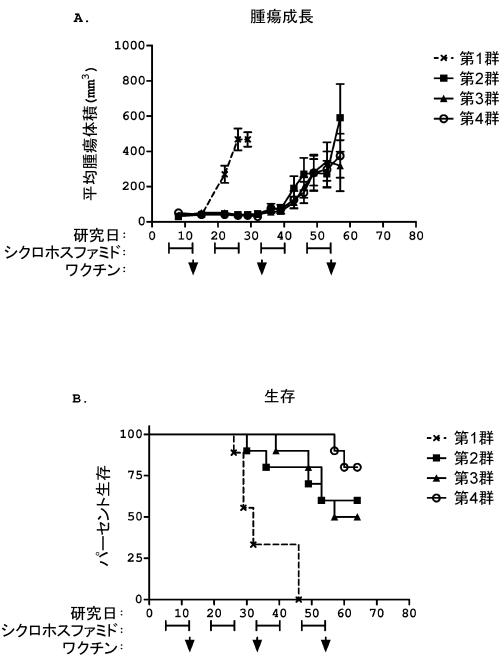 A.
腫瘍成長
1000
800
600
400
200
0
平均腫瘍体積(mm³)
第1群
第2群
第3群
第4群
研究日: 0 10 20 30 40 50 60 70 80
シクロホスファミド:
ワクチン:
B.
生存
100
75
50
25
0
パーセント生存
第1群
第2群
第3群
第4群
研究日: 0 10 20 30 40 50 60 70 80
シクロホスファミド:
ワクチン: